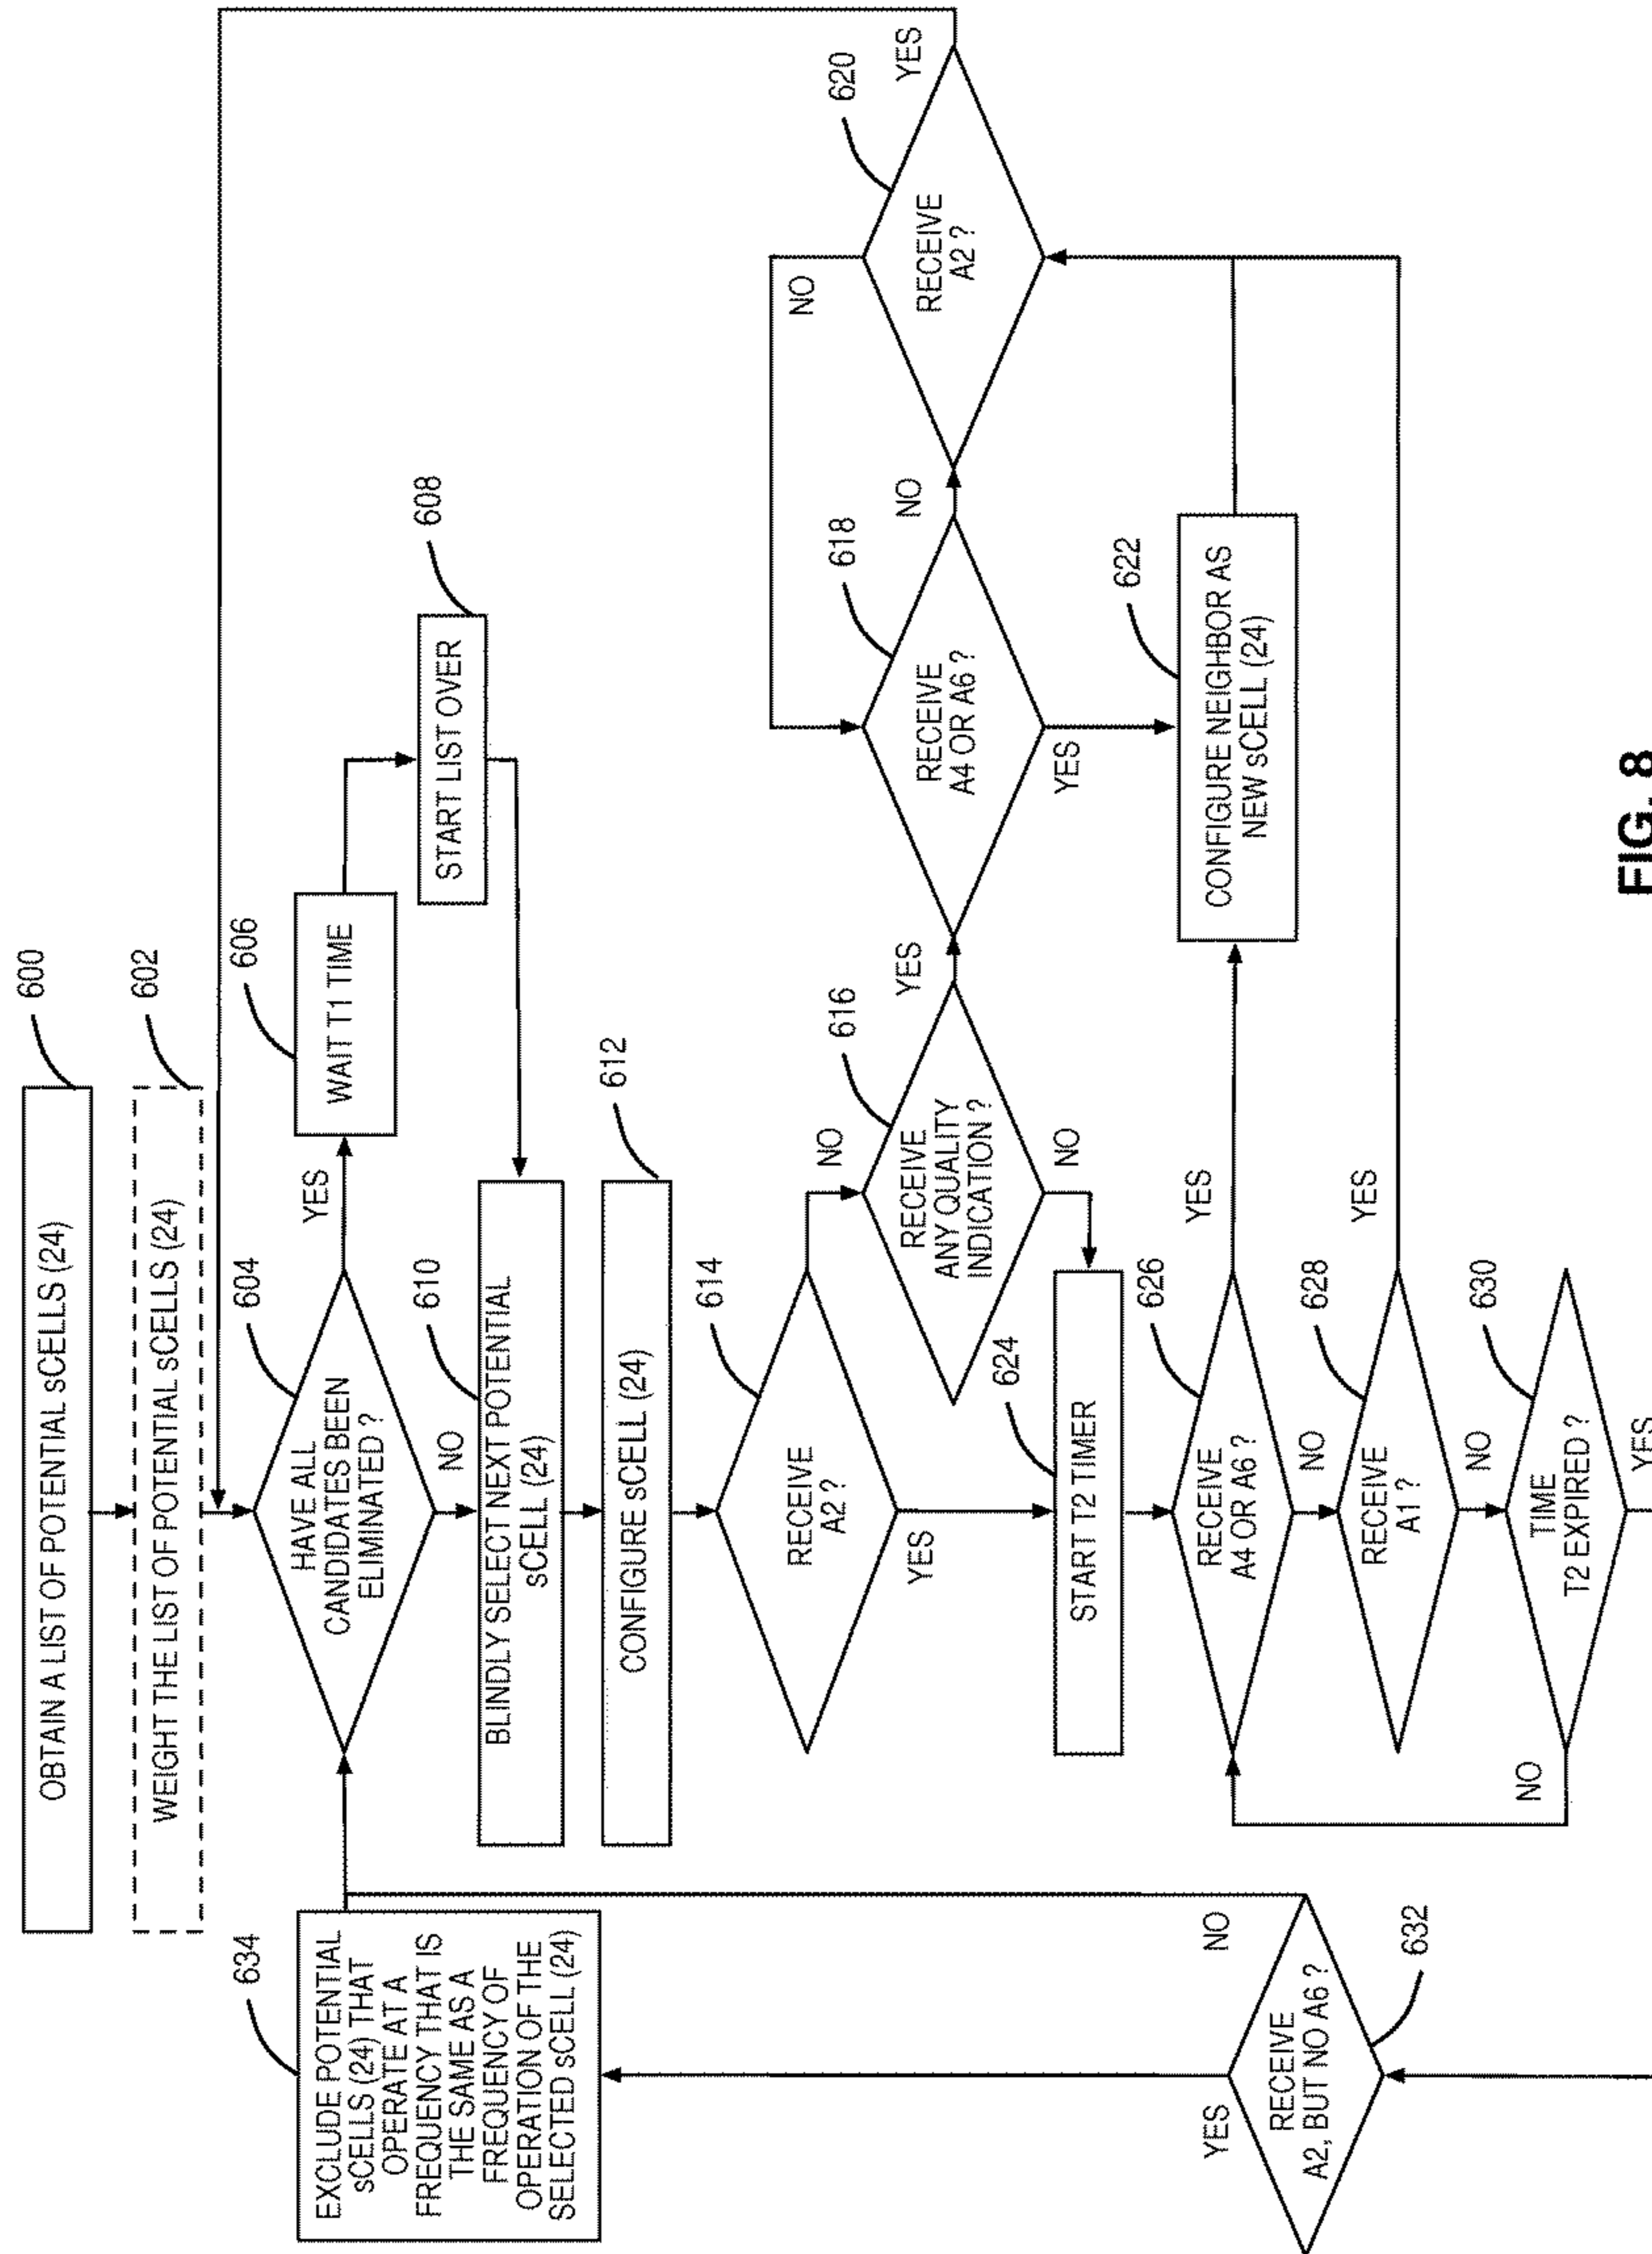 600
OBTAIN A LIST OF POTENTIAL sCELLS (24)
602
WEIGHT THE LIST OF POTENTIAL sCELLS (24)
604
HAVE ALL
CANDIDATES BEEN
ELIMINATED ?
YES
NO
606
WAIT T1 TIME
608
START LIST OVER
610
BLINDLY SELECT NEXT POTENTIAL
sCELL (24)
612
CONFIGURE sCELL (24)
614
RECEIVE
A2 ?
NO
YES
616
RECEIVE
ANY QUALITY
INDICATION ?
YES
NO
618
RECEIVE
A4 OR A6 ?
NO
YES
620
RECEIVE
A2 ?
YES
NO
622
CONFIGURE NEIGHBOR AS
NEW sCELL (24)
624
START T2 TIMER
626
RECEIVE
A4 OR A6 ?
YES
NO
628
RECEIVE
A1 ?
YES
NO
630
TIME
T2 EXPIRED ?
NO
YES
632
RECEIVE
A2, BUT NO A6 ?
NO
YES
634
EXCLUDE POTENTIAL
sCELLS (24) THAT
OPERATE AT A
FREQUENCY THAT IS
THE SAME AS A
FREQUENCY OF
OPERATION OF THE
SELECTED sCELL (24)
FIG. 8